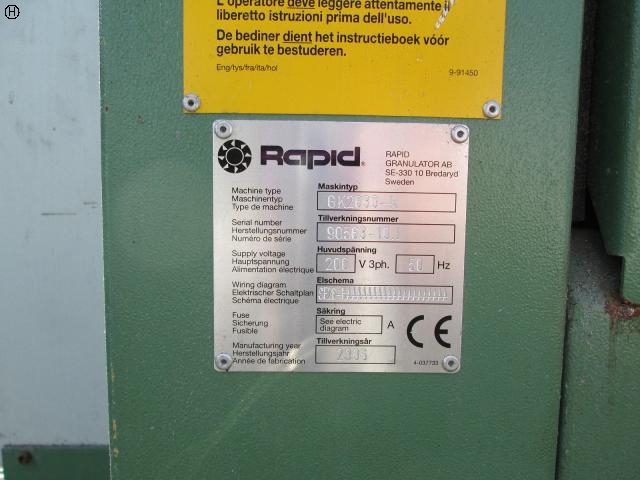 H
L'operatore deve leggere attentamente il
liberetto istruzioni prima dell'uso.
De bediner dient het instructieboek vóór
gebruik te bestuderen.
Eng/tys/fra/ita/hol
9-91450
Rapid®
RAPID
GRANULATOR AB
SE-330 10 Bredaryd
Sweden
Machine type
Maschinentyp
Type de machine
Maskintyp
Serial number
Herstellungsnummer
Numéro de série
Tillverkningsnummer
Supply voltage
Hauptspannung
Alimentation électrique
Huvudspänning
200 V 3ph. 50 Hz
Wiring diagram
Elektrischer Schaltplan
Schéma électrique
Elschema
Fuse
Sicherung
Fusible
Säkring
See electric
diagram
A
CE
Manufacturing year
Herstellungsjahr
Année de fabrication
Tillverkningsår
4-037733